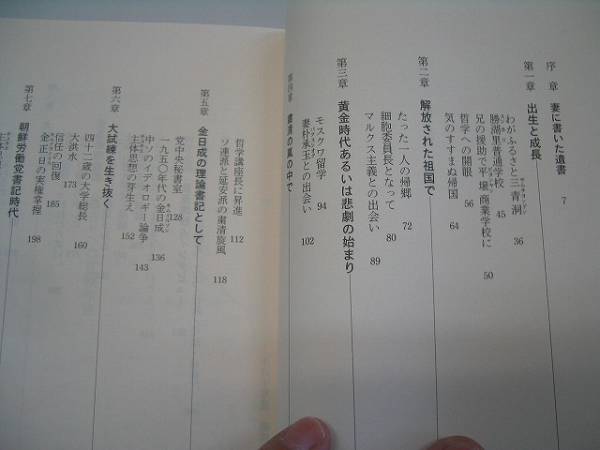 序章 妻に書いた遺書 7
第一章 出生と成長
わがふるさと三青洞 36
勝湖里普通学校 45
兄の援助で平壌商業学校に 50
哲学への開眼 56
気のすすまぬ帰国 64
第二章 解放された祖国で
たった一人の帰郷 72
細胞委員長となって 80
マルクス主義との出会い 89
第三章 黄金時代あるいは悲劇の始まり
モスクワ留学 94
妻朴承玉との出会い 102
第四章 粛清の嵐の中で
哲学講座長に昇進 112
ソ連派と延安派の粛清旋風 118
第五章 金日成の理論書記として
党中央秘書室 128
一九五〇年代の金日成 136
中ソのイデオロギー論争 143
主体思想の芽生え 152
第六章 大試練を生き抜く
四十二歳の大学総長 160
大洪水 173
信任の回復 185
金正日の実権掌握 198
第七章 朝鮮労働党書記時代